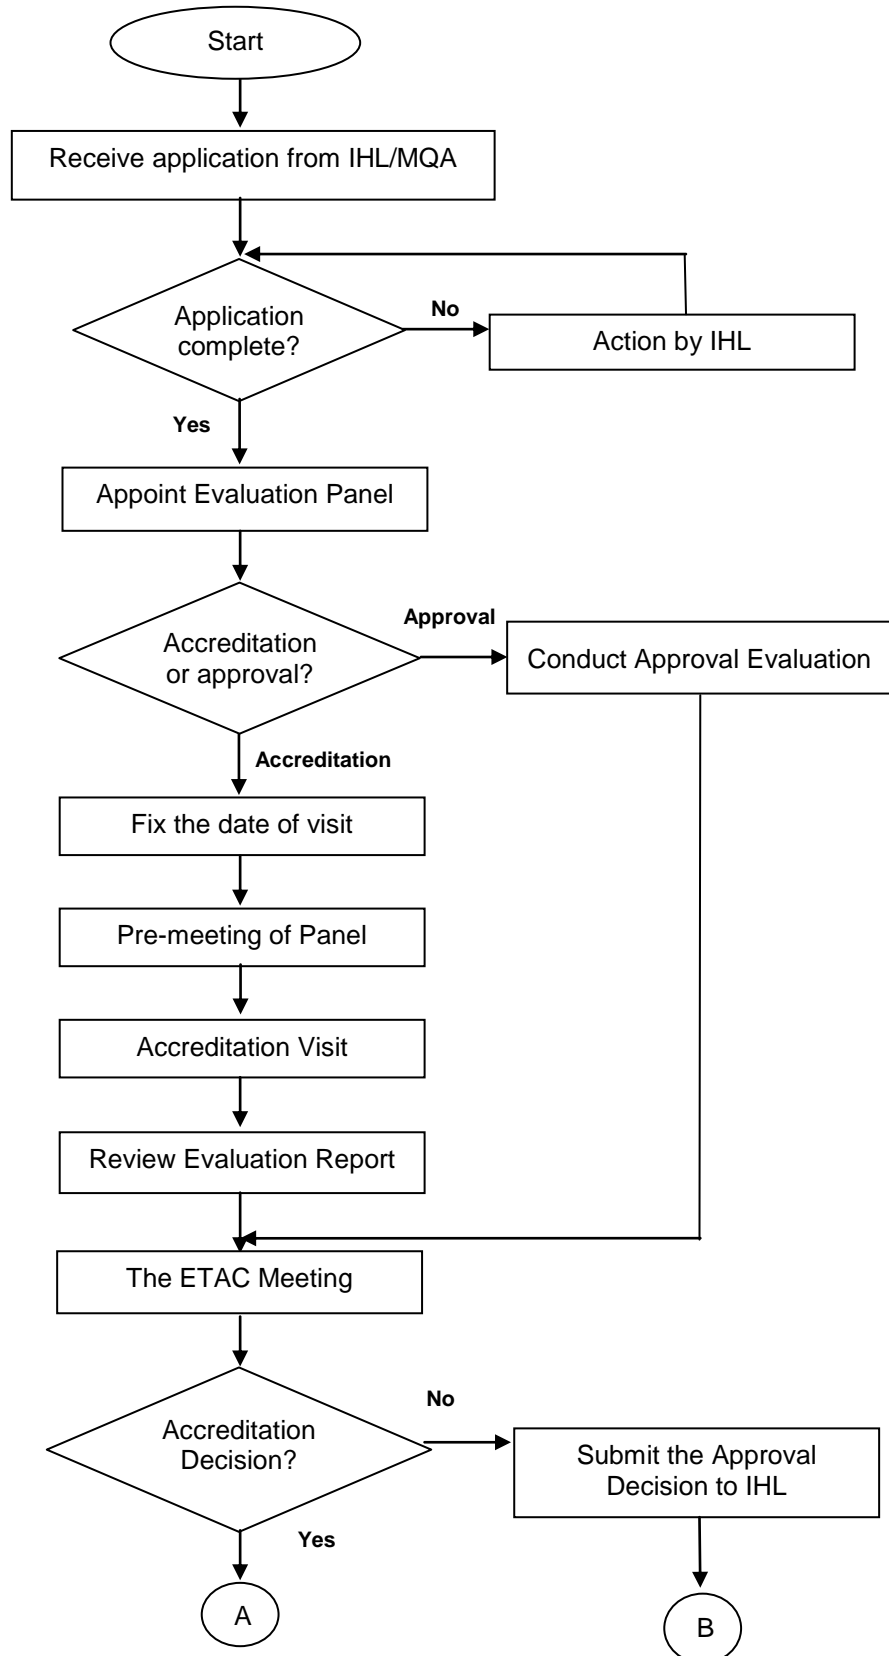 Start
Receive application from IHL/MQA
Application
complete?
No
Action by IHL
Yes
Appoint Evaluation Panel
Accreditation
or approval?
Approval
Conduct Approval Evaluation
Accreditation
Fix the date of visit
Pre-meeting of Panel
Accreditation Visit
Review Evaluation Report
The ETAC Meeting
Accreditation
Decision?
No
Submit the Approval
Decision to IHL
Yes
A
B